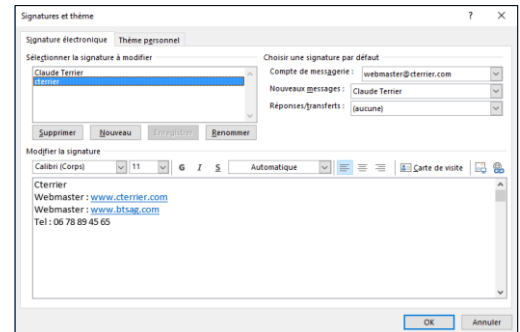 Signatures et thème
? ×
Signature électronique Thème personnel
Sélectionner la signature à modifier
Claude Terrier
cterrier
Supprimer Nouveau Enregistrer Renommer
Choisir une signature par défaut
Compte de messagerie : webmaster@cterrier.com
Nouveaux messages : Claude Terrier
Réponses/transferts : (aucune)
Modifier la signature
Calibri (Corps) 11 G I S Automatique Carte de visite
Cterrier
Webmaster : www.cterrier.com
Webmaster : www.btsag.com
Tel : 06 78 89 45 65
OK Annuler